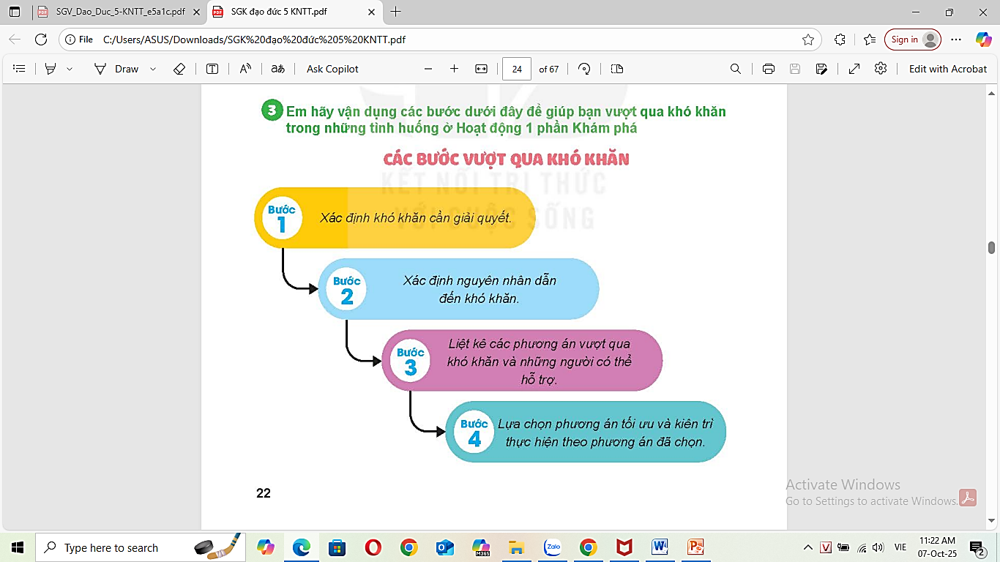 SGV_Dao_Duc_5-KNTT_e5a1c.pdf
SGK đạo đức 5 KNTT.pdf
File
C:/Users/ASUS/Downloads/SGK%20đạo%20đức%205%20KNTT.pdf
Sign in
Draw
Ask Copilot
24
of 67
Edit with Acrobat
3 Em hãy vận dụng các bước dưới đây để giúp bạn vượt qua khó khăn
trong những tình huống ở Hoạt động 1 phần Khám phá
CÁC BƯỚC VƯỢT QUA KHÓ KHĂN
KẾT NỐI TRI THỨC
VỚI CUỘC SỐNG
Bước
1
Xác định khó khăn cần giải quyết.
Bước
2
Xác định nguyên nhân dẫn
đến khó khăn.
Bước
3
Liệt kê các phương án vượt qua
khó khăn và những người có thể
hỗ trợ.
Bước
4
Lựa chọn phương án tối ưu và kiên trì
thực hiện theo phương án đã chọn.
22
Activate Windows
Go to Settings to activate Windows.
Type here to search
Zalo
M365
VIE
11:22 AM
07-Oct-25
2